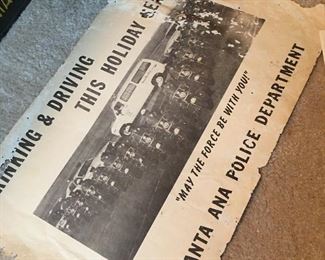 RINKING & DRIVING
THIS HOLIDAY SEA
"MAY THE FORCE BE WITH YOU!"
ANTA ANA POLICE DEPARTMENT